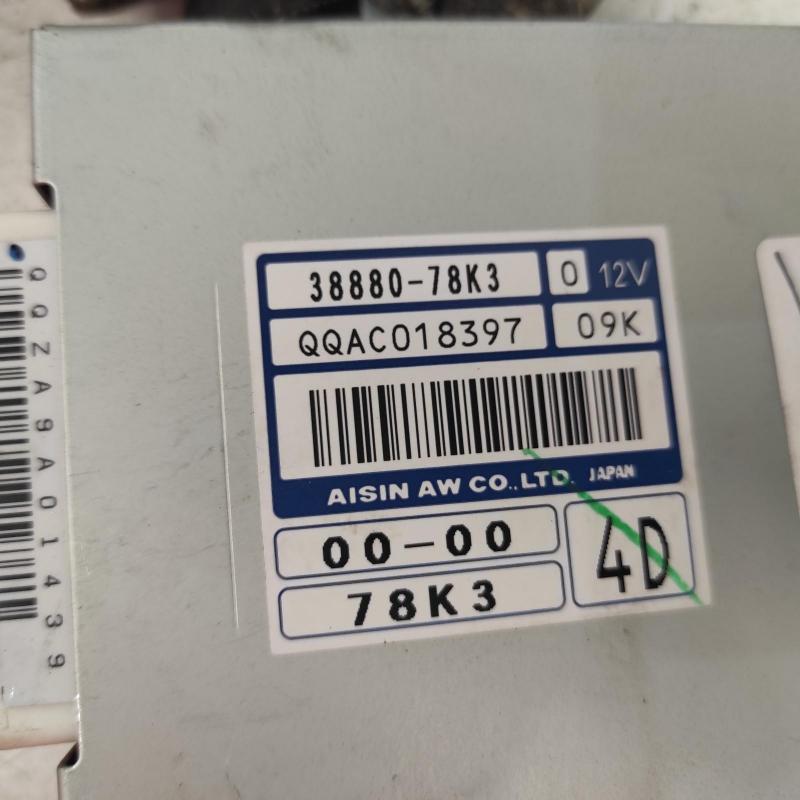 38880-78K3
0 12V
QQAC018397
09K
AISIN AW CO.,LTD. JAPAN
00-00
4D
78K3
QQZA9A01439